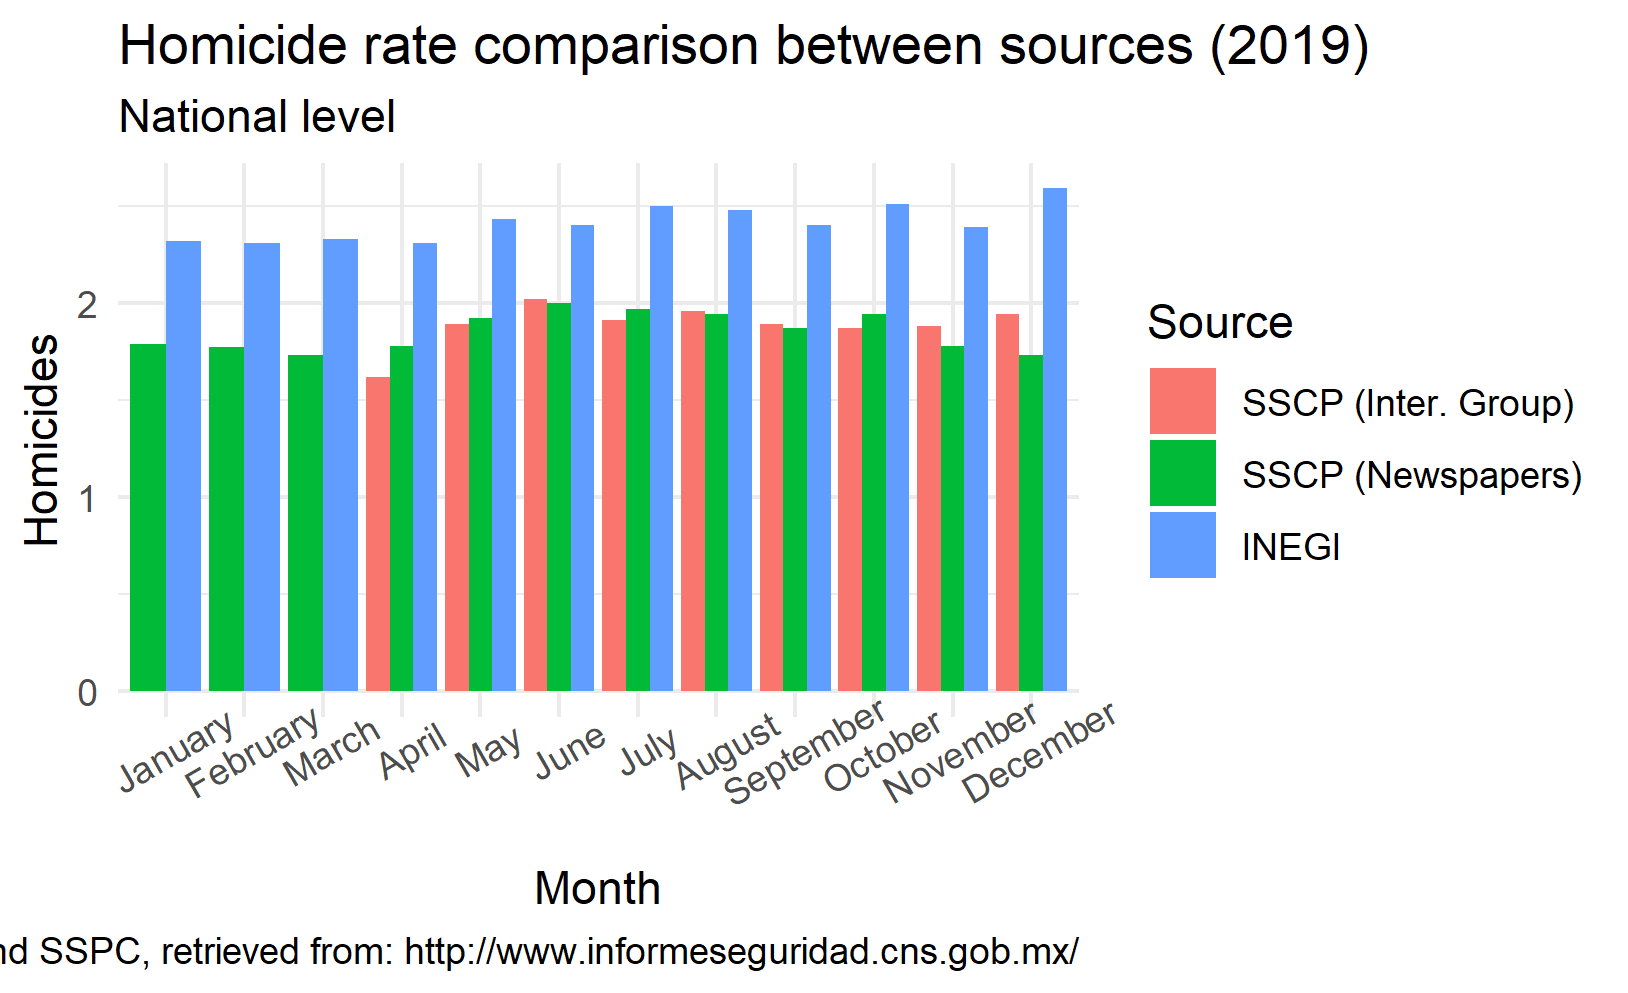 Homicide rate comparison between sources (2019)
National level
Homicides
2
1
0
January
February
March
April
May
June
July
August
September
October
November
December
Month
Source
SSCP (Inter. Group)
SSCP (Newspapers)
INEGI
SSPC, retrieved from: http://www.informeseguridad.cns.gob.mx/